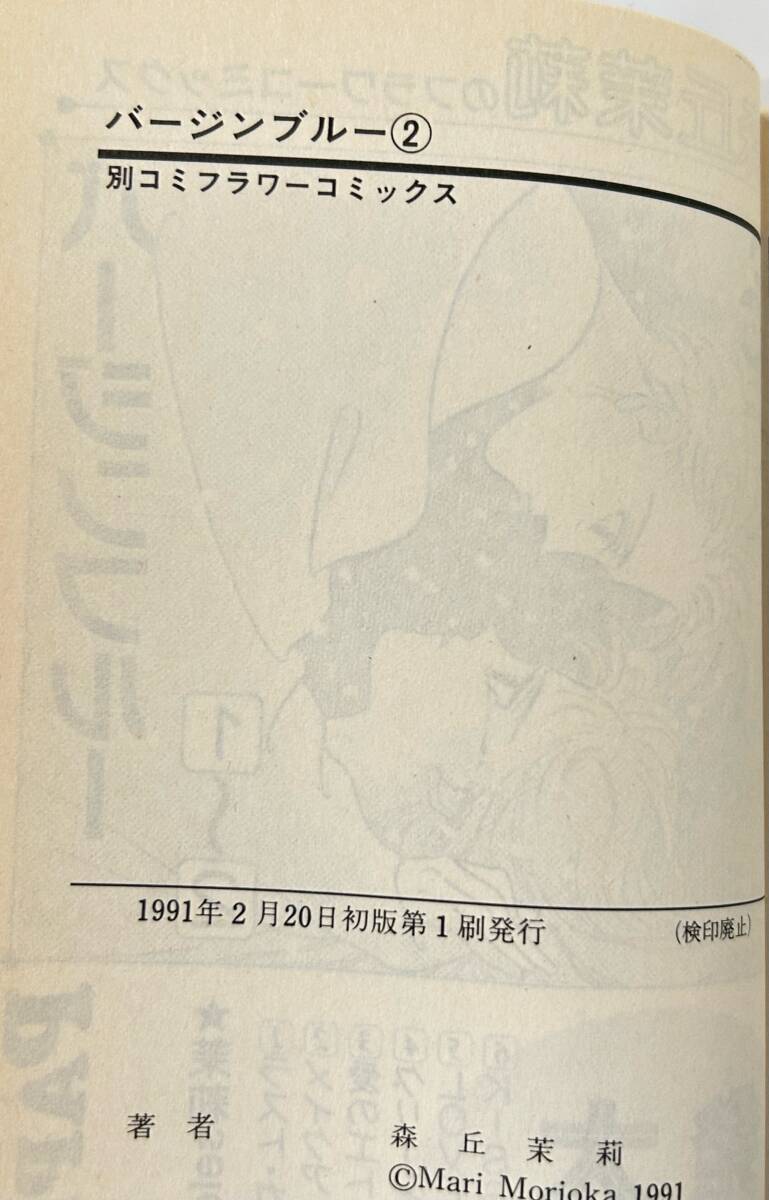 バージンブルー②
別コミフラワーコミックス
1991年2月20日初版第1刷発行
(検印廃止)
著者
森丘茉莉
©Mari Morioka 1991